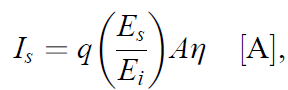 I_s = q(E_s/E_i)Aη [A],